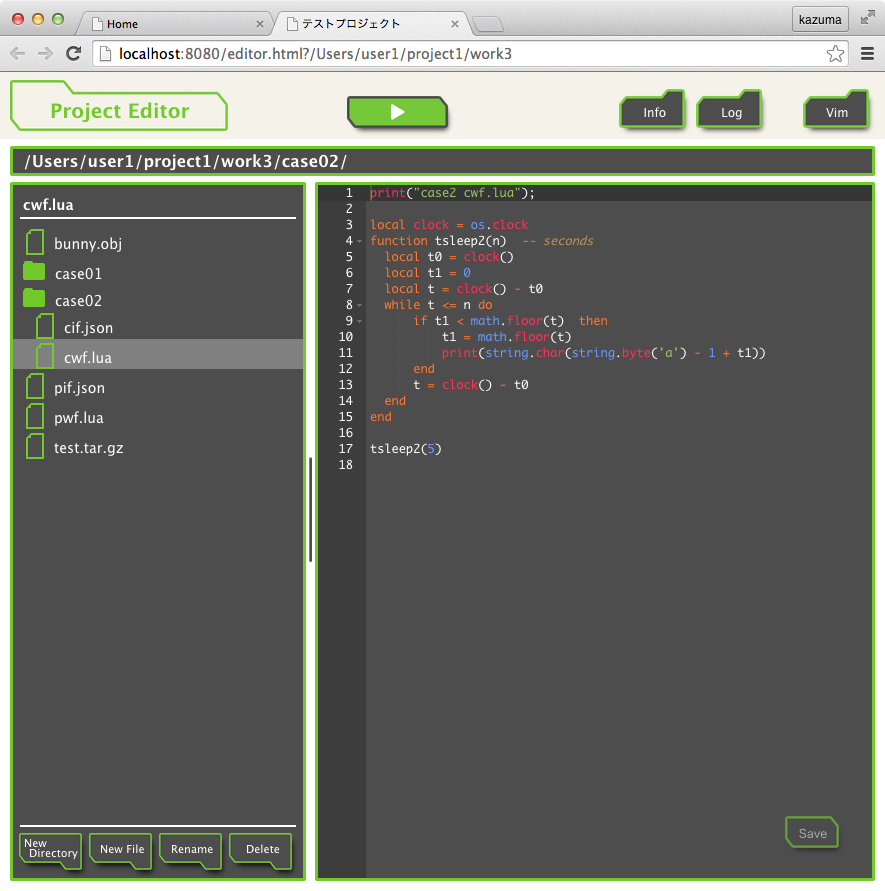 Home
テストプロジェクト
kazuma
localhost:8080/editor.html?/Users/user1/project1/work3
Project Editor
Info
Log
Vim
/Users/user1/project1/work3/case02/
cwf.lua
bunny.obj
case01
case02
cif.json
cwf.lua
pif.json
pwf.lua
test.tar.gz
New
Directory
New File
Rename
Delete
1 print("case2 cwf.lua");
2
3 local clock = os.clock
4 function tsleep2(n)  -- seconds
5   local t0 = clock()
6   local t1 = 0
7   local t = clock() - t0
8   while t <= n do
9       if t1 < math.floor(t)  then
10          t1 = math.floor(t)
11          print(string.char(string.byte('a') - 1 + t1))
12      end
13      t = clock() - t0
14  end
15 end
16
17 tsleep2(5)
18
Save